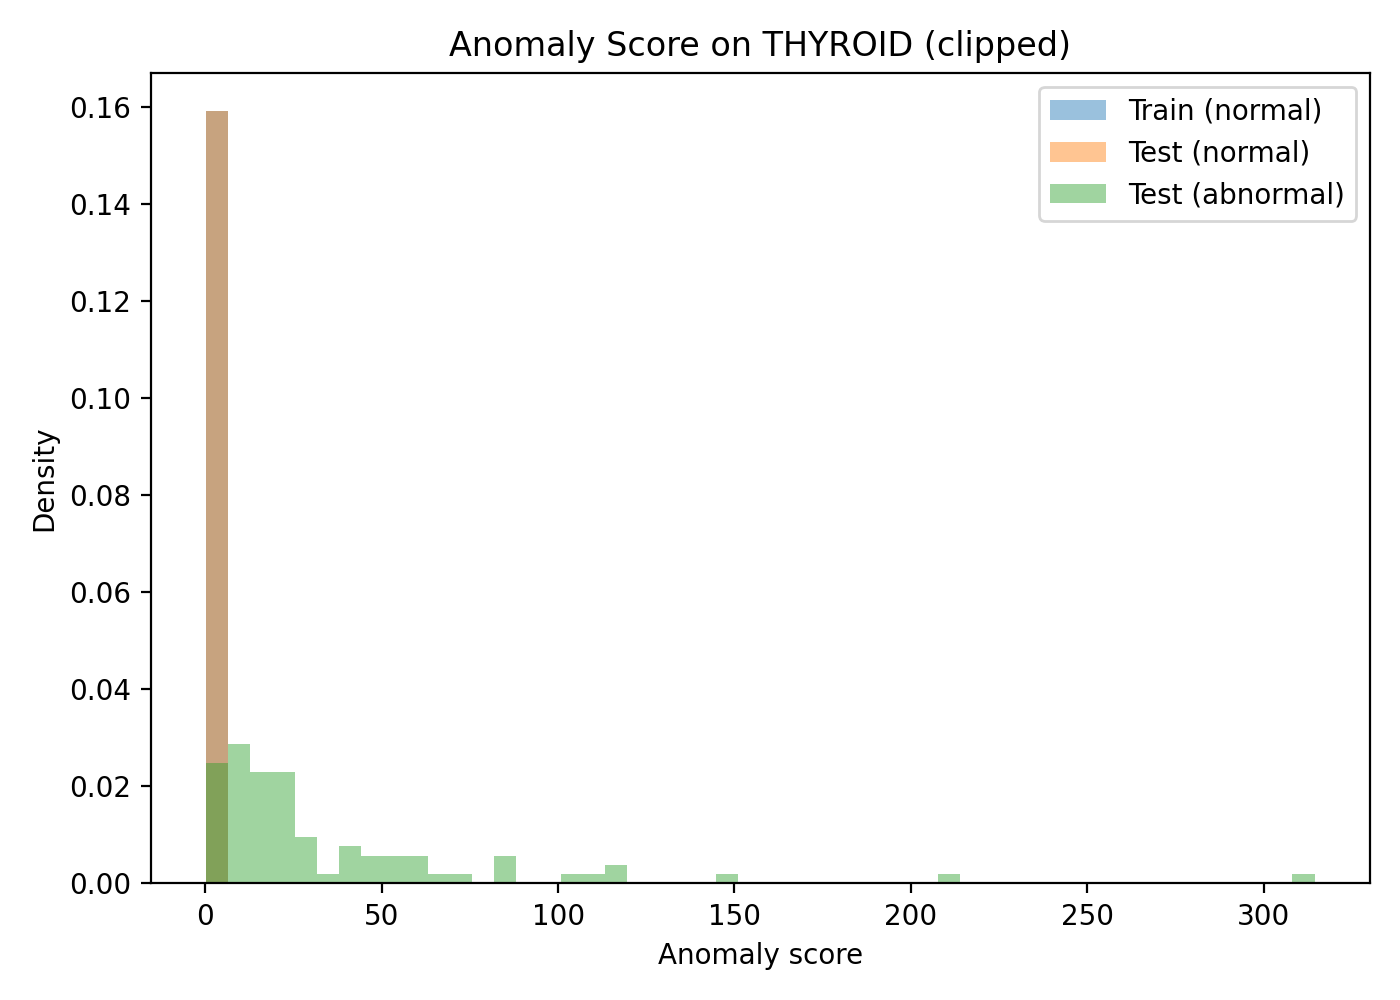 Anomaly Score on THYROID (clipped)
Train (normal)
Test (normal)
Test (abnormal)
0.16
0.14
0.12
0.10
0.08
0.06
0.04
0.02
0.00
Density
0
50
100
150
200
250
300
Anomaly score